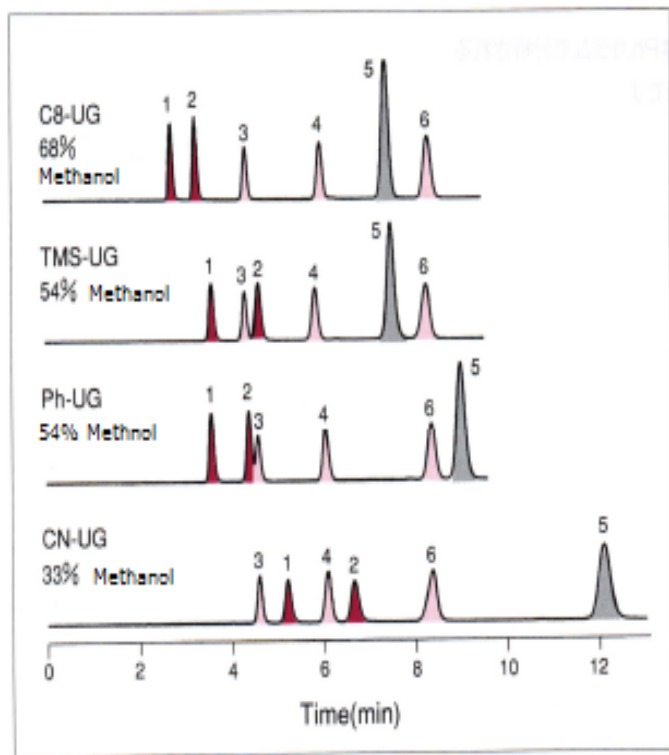 C8-UG
68%
Methanol
1 2 3 4 5 6
TMS-UG
54% Methanol
1 3 2 4 5 6
Ph-UG
54% Methnol
1 2 3 4 6 5
CN-UG
33% Methanol
3 1 4 2 6 5
0 2 4 6 8 10 12
Time(min)